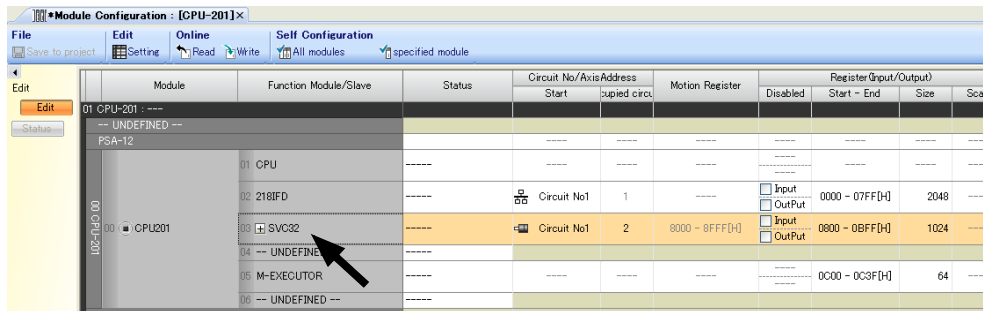 *Module Configuration : [CPU-201] ×
File Edit Online Self Configuration
Save to project Setting Read Write All modules specified module
Edit
Edit
Status
Module Function Module/Slave Status Circuit No/AxisAddress Motion Register Register(Input/Output)
Start Disabled Start - End Size Sca
01 CPU-201 : ---
-- UNDEFINED -- 
PSA-12 ---- ---- ---- ---- ---- ----
00 CPU-201
00 CPU201
01 CPU ----- ---- ---- ---- ---- ---- ---- ----
02 218IFD ----- Circuit No1 1 ---- Input OutPut 0000 - 07FF[H] 2048
03 SVC32 ----- Circuit No1 2 8000 - 8FFF[H] Input OutPut 0800 - 0BFF[H] 1024
04 -- UNDEFINED -----
05 M-EXECUTOR ----- ---- ---- ---- ---- ---- 0C00 - 0C3F[H] 64
06 -- UNDEFINED -- -----